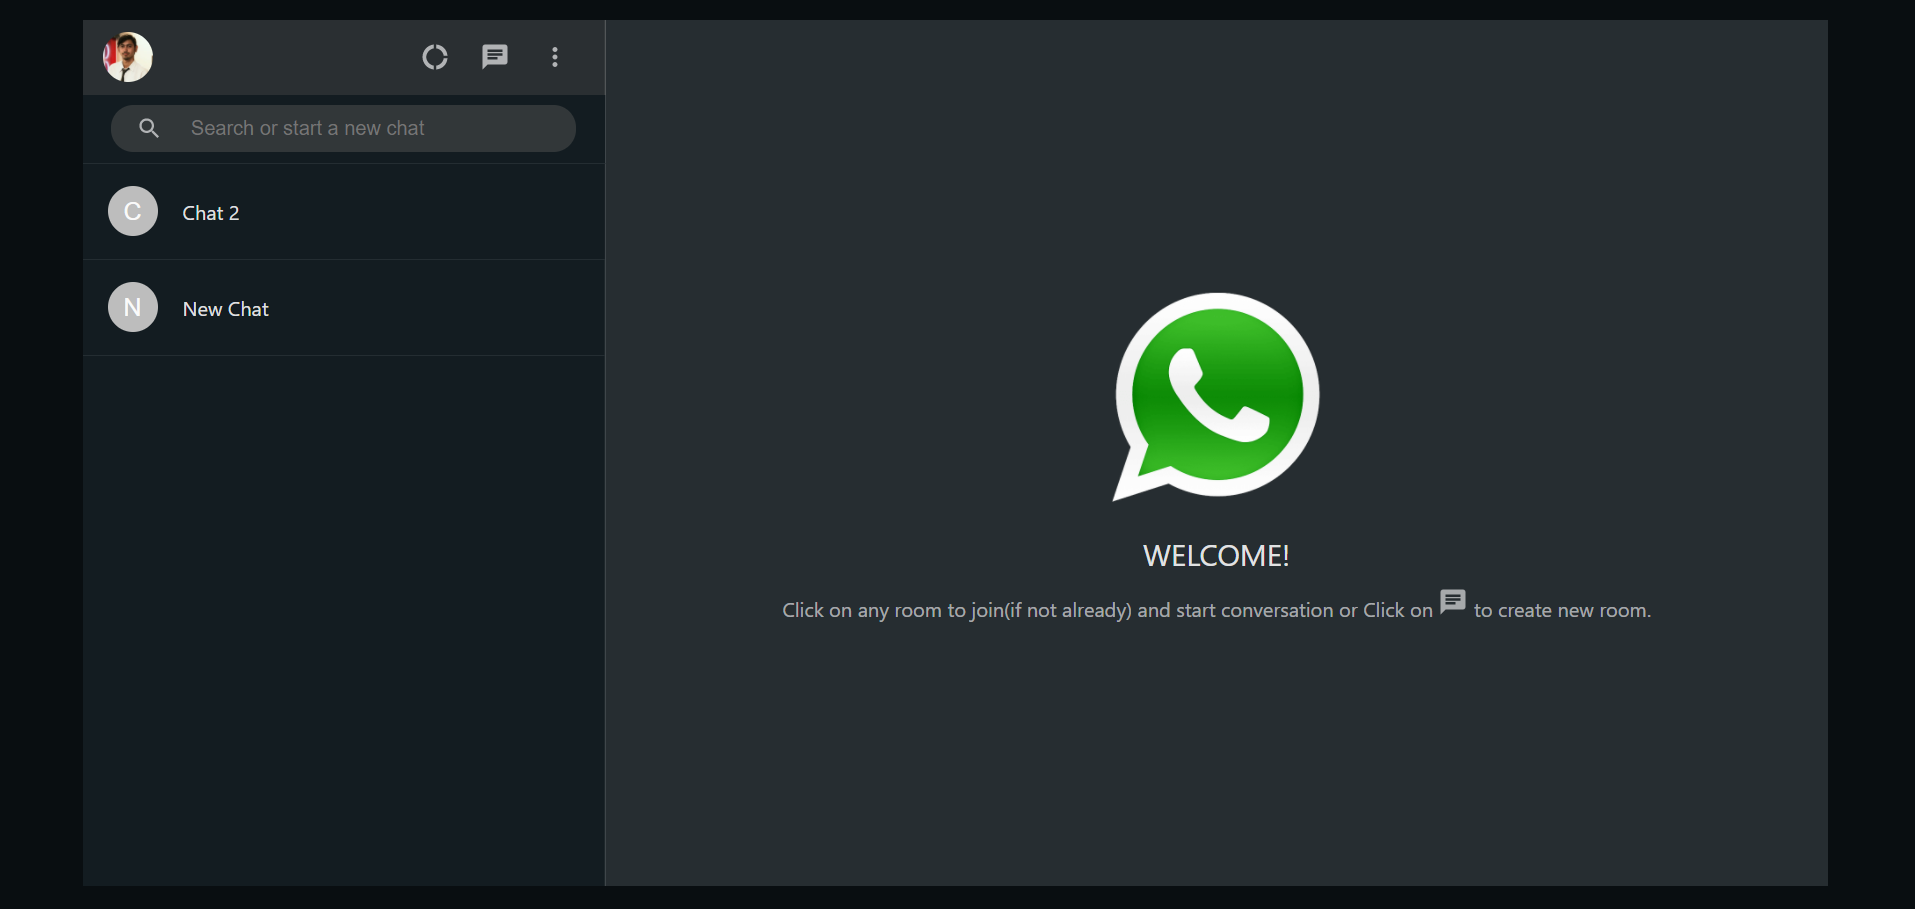 Search or start a new chat
C
Chat 2
N
New Chat
WELCOME!
Click on any room to join(if not already) and start conversation or Click on to create new room.